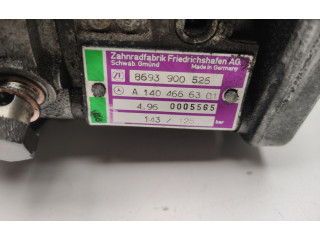 Zahnradfabrik Friedrichshafen AG.
Schwäb. Gmünd Made in Germany
ZF 8693 900 525
A 140 466 63 01
4.96 0005565
143 / 125 bar